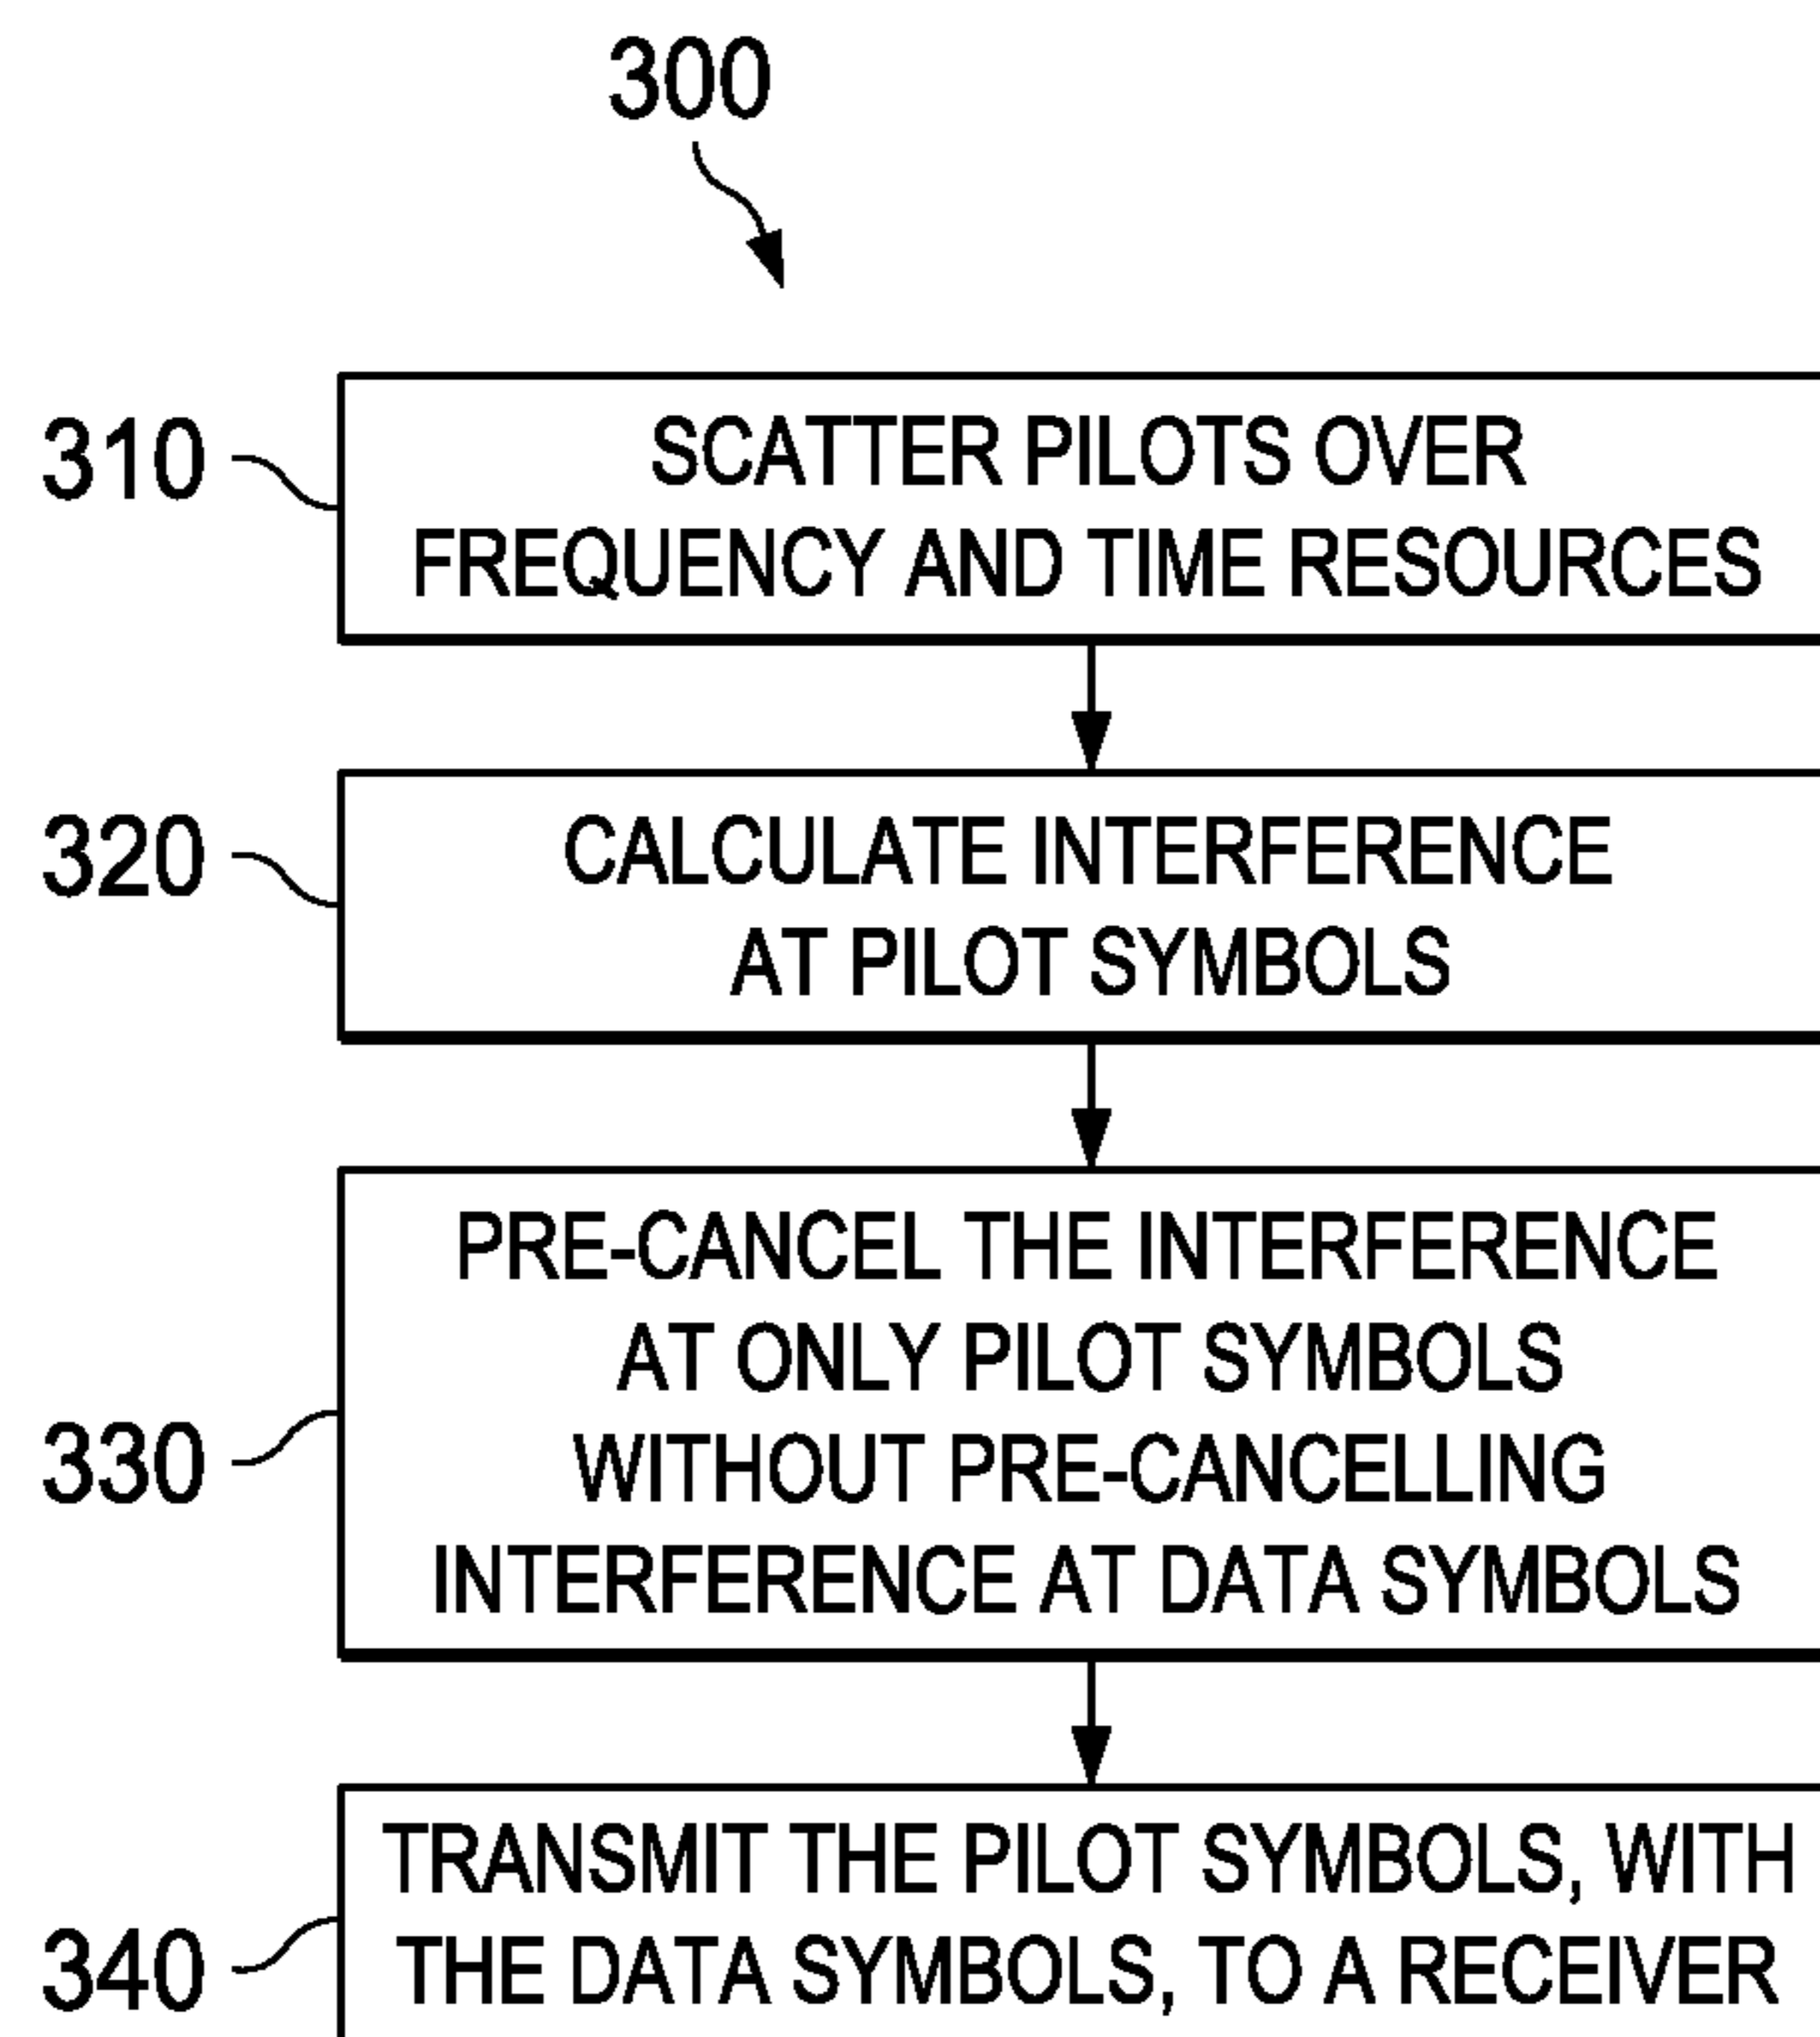 300
310
SCATTER PILOTS OVER
FREQUENCY AND TIME RESOURCES
320
CALCULATE INTERFERENCE
AT PILOT SYMBOLS
330
PRE-CANCEL THE INTERFERENCE
AT ONLY PILOT SYMBOLS
WITHOUT PRE-CANCELLING
INTERFERENCE AT DATA SYMBOLS
340
TRANSMIT THE PILOT SYMBOLS, WITH
THE DATA SYMBOLS, TO A RECEIVER